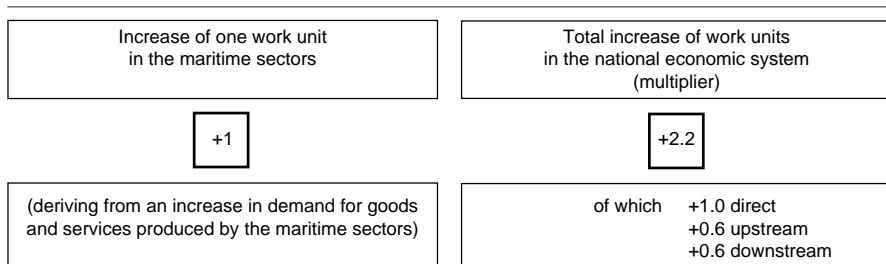 Increase of one work unit
in the maritime sectors
Total increase of work units
in the national economic system
(multiplier)
+1
+2.2
(deriving from an increase in demand for goods
and services produced by the maritime sectors)
of which +1.0 direct
+0.6 upstream
+0.6 downstream